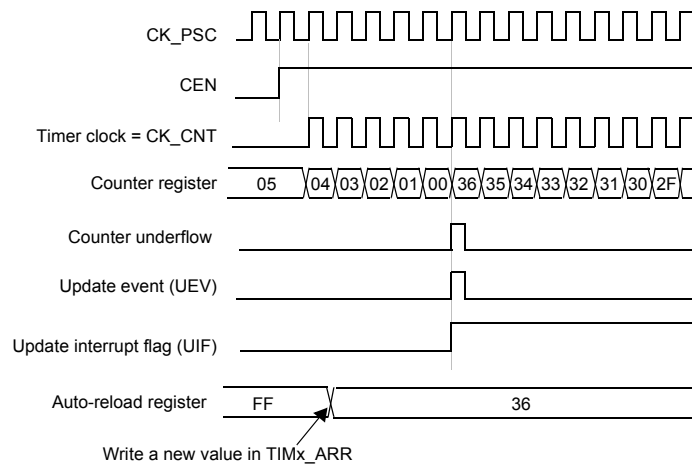 CK_PSC
CEN
Timer clock = CK_CNT
Counter register 05 04 03 02 01 00 36 35 34 33 32 31 30 2F
Counter underflow
Update event (UEV)
Update interrupt flag (UIF)
Auto-reload register FF 36
Write a new value in TIMx_ARR